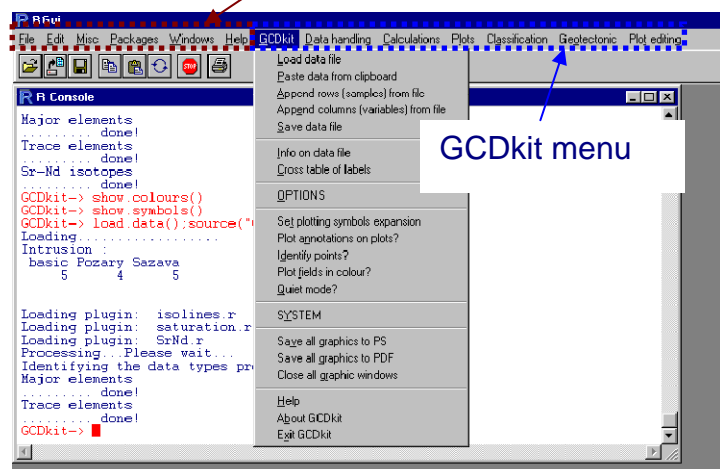 RGui
File Edit Misc Packages Windows Help GCDkit Data handling Calculations Plots Classification Geotectonic Plot editing
STOP
R Console
Major elements
......... done!
Trace elements
......... done!
Sr-Nd isotopes
......... done!
GCDkit-> show.colours()
GCDkit-> show.symbols()
GCDkit-> load.data();source("
Loading..................
Intrusion :
basic Pozary Sazava
5 4 5
Loading plugin: isolines.r
Loading plugin: saturation.r
Loading plugin: SrNd.r
Processing...Please wait...
Identifying the data types pr
Major elements
......... done!
Trace elements
......... done!
GCDkit->
Load data file
Paste data from clipboard
Append rows (samples) from file
Append columns (variables) from file
Save data file
Info on data file
Cross table of labels
OPTIONS
Set plotting symbols expansion
Plot annotations on plots?
Identify points?
Plot fields in colour?
Quiet mode?
SYSTEM
Save all graphics to PS
Save all graphics to PDF
Close all graphic windows
Help
About GCDkit
Exit GCDkit
GCDkit menu